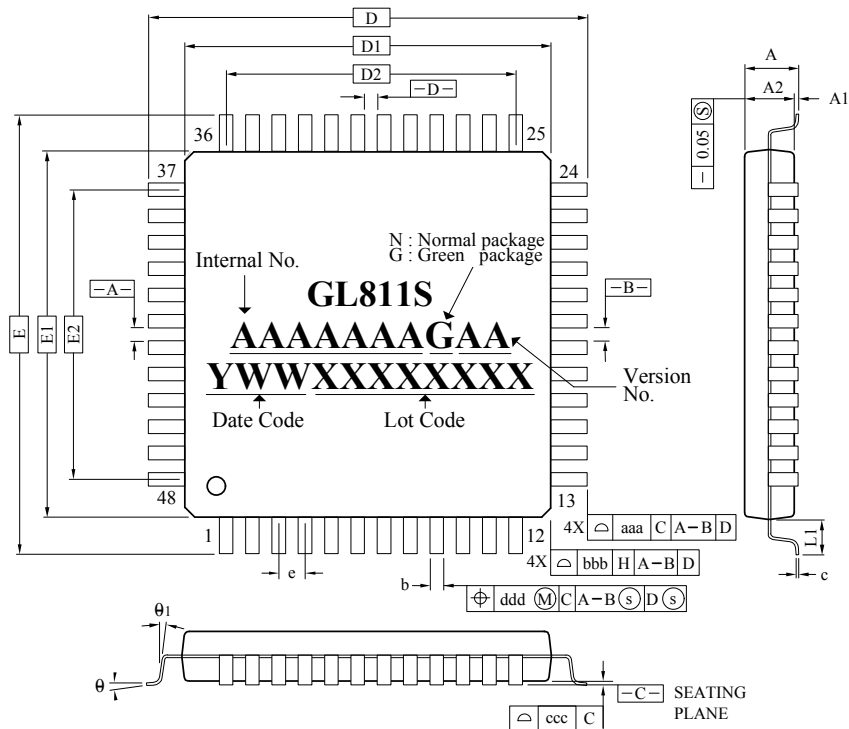 D
D1
D2
−D−
36
25
37
24
N : Normal package
G : Green package
Internal No.
GL811S
AAAAAAAGAA
YWWXXXXXXXX
Date Code
Lot Code
Version
No.
−A−
−B−
E
E1
E2
48
13
1
12
e
b
4X ⌓ aaa C A−B D
4X ⌓ bbb H A−B D
⌖ ddd Ⓜ C A−B ⓢ D ⓢ
A
A2
A1
− 0.05 Ⓢ
L1
c
θ1
θ
−C− SEATING
PLANE
⌓ ccc C